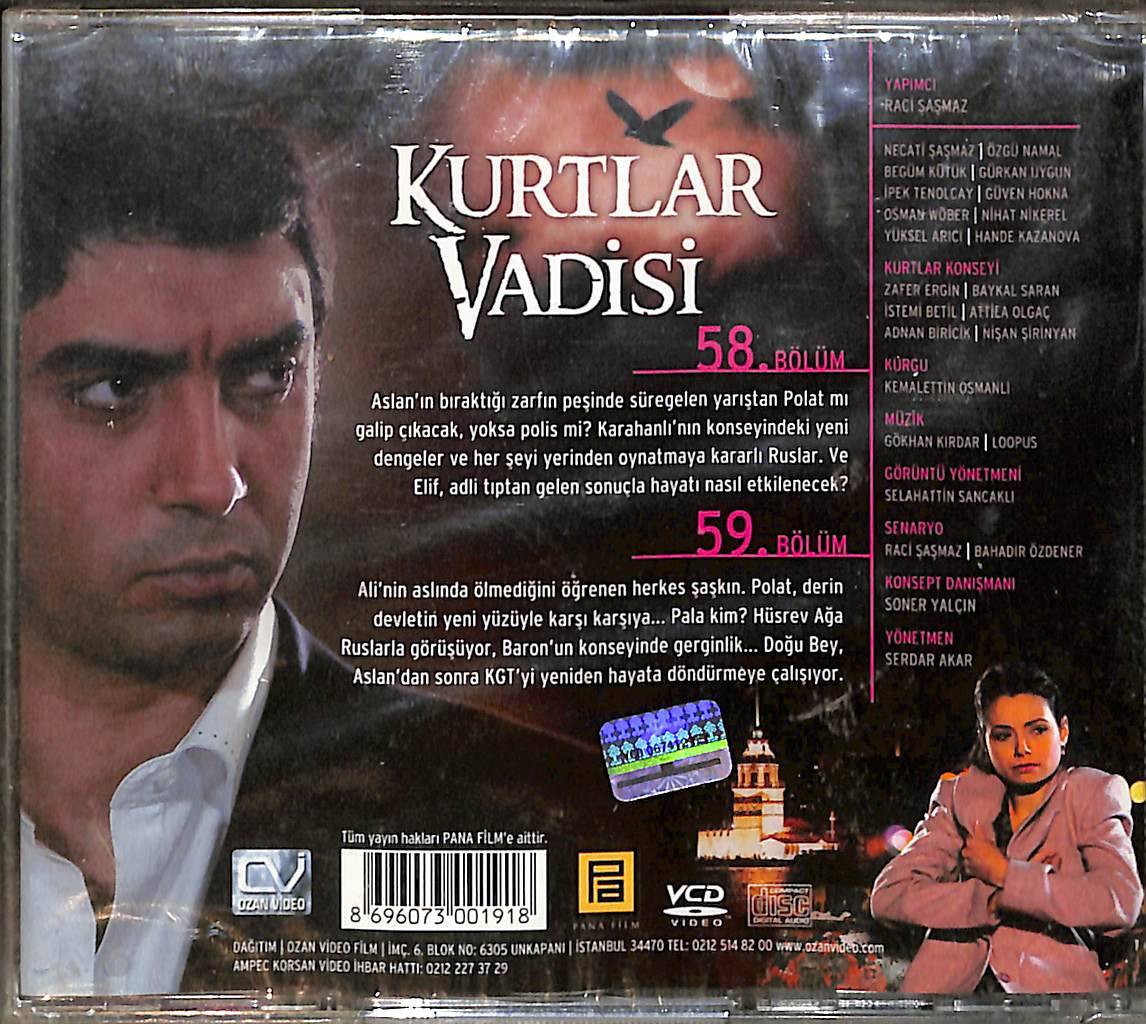 KURTLAR
VADİSİ
58. BÖLÜM
Aslan'ın bıraktığı zarfın peşinde süregelen yarıştan Polat mı
galip çıkacak, yoksa polis mi? Karahanlı'nın konseyindeki yeni
dengeler ve her şeyi yerinden oynatmaya kararlı Ruslar. Ve
Elif, adli tıptan gelen sonuçla hayatı nasıl etkilenecek?
59. BÖLÜM
Ali'nin aslında ölmediğini öğrenen herkes şaşkın. Polat, derin
devletin yeni yüzüyle karşı karşıya... Pala kim? Hüsrev Ağa
Ruslarla görüşüyor, Baron'un konseyinde gerginlik... Doğu Bey,
Aslan'dan sonra KGT'yi yeniden hayata döndürmeye çalışıyor.
YAPIMCI
RACİ ŞAŞMAZ
NECATİ ŞAŞMAZ | ÖZGÜ NAMAL
BEGÜM KÜTÜK | GÜRKAN UYGUN
İPEK TENOLCAY | GÜVEN HOKNA
OSMAN WÖBER | NİHAT NİKEREL
YÜKSEL ARICI | HANDE KAZANOVA
KURTLAR KONSEYİ
ZAFER ERGİN | BAYKAL SARAN
İSTEMİ BETİL | ATTİLA OLGAÇ
ADNAN BİRİCİK | NİŞAN ŞİRİNYAN
KURGU
KEMALETTİN OSMANLI
MÜZİK
GÖKHAN KIRDAR | LOOPUS
GÖRÜNTÜ YÖNETMENİ
SELAHATTİN SANCAKLI
SENARYO
RACİ ŞAŞMAZ | BAHADIR ÖZDENER
KONSEPT DANIŞMANI
SONER YALÇIN
YÖNETMEN
SERDAR AKAR
Tüm yayın hakları PANA FİLM'e aittir.
OZAN VİDEO
8 696073 001918
PANA FİLM
VCD
VIDEO
COMPACT
disc
DIGITAL AUDIO
DAĞITIM | OZAN VİDEO FİLM | İMÇ. 6. BLOK NO: 6305 UNKAPANI | İSTANBUL 34470 TEL: 0212 514 82 00 www.ozanvideo.com
AMPEC KORSAN VİDEO İHBAR HATTI: 0212 227 37 29